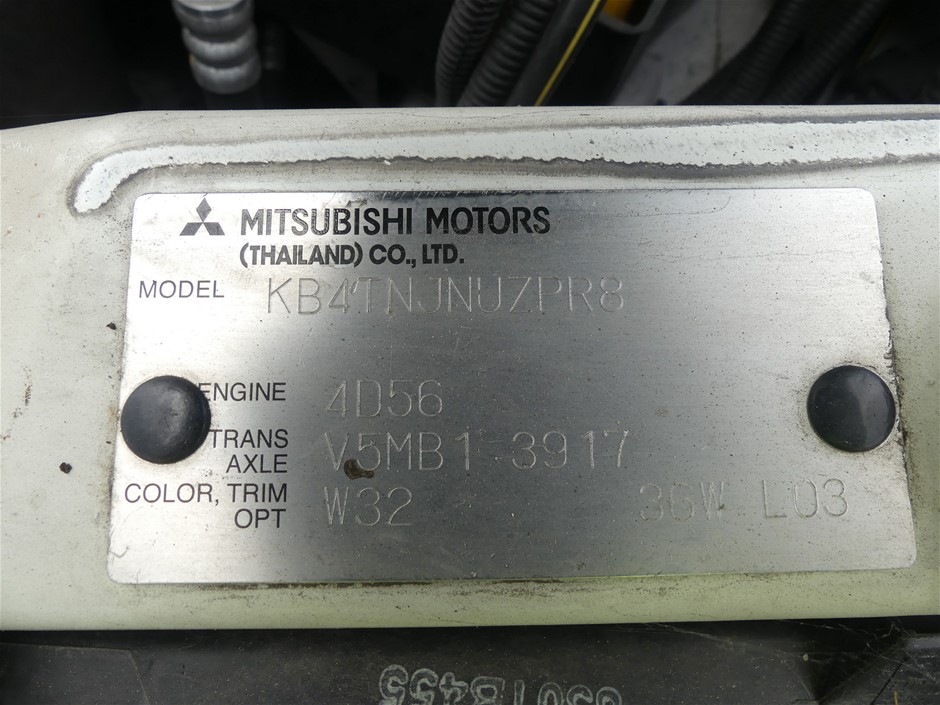 MITSUBISHI MOTORS
(THAILAND) CO., LTD.
MODEL KB4TNJNUZPR8
ENGINE 4D56
TRANS AXLE V5MB1-3917
COLOR, TRIM OPT W32 36W L03